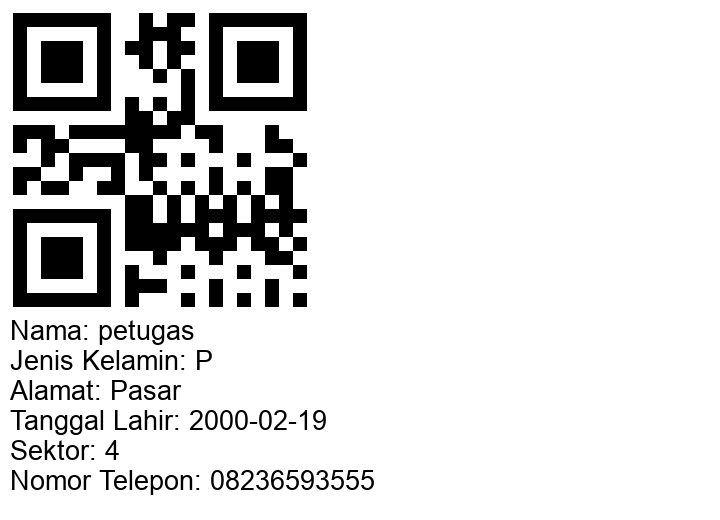 Nama: petugas
Jenis Kelamin: P
Alamat: Pasar
Tanggal Lahir: 2000-02-19
Sektor: 4
Nomor Telepon: 08236593555